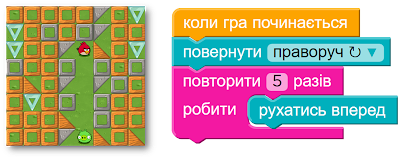 коли гра починається
повернути праворуч ↻ ▼
повторити 5 разів
робити рухатись вперед